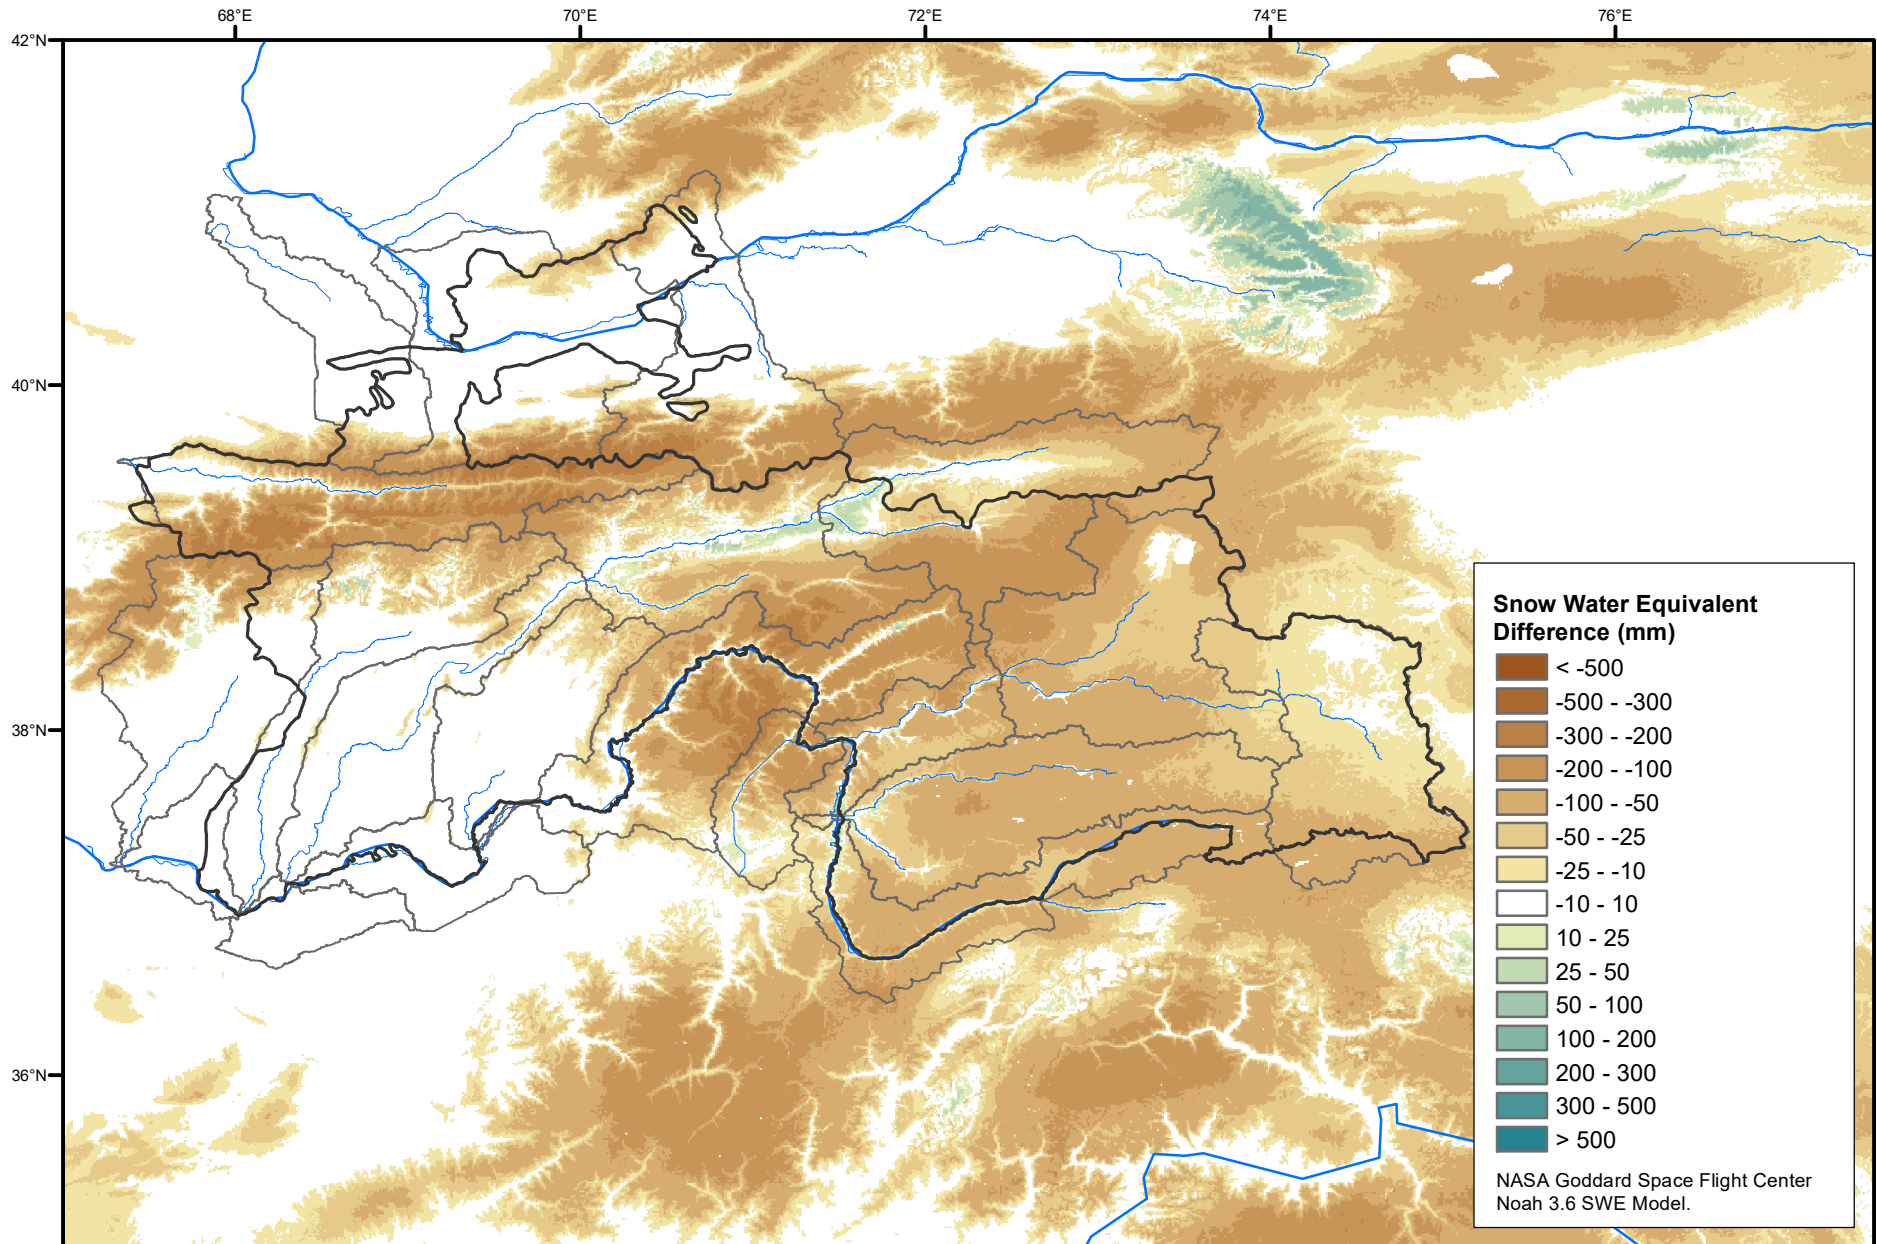 68°E
70°E
72°E
74°E
76°E
42°N
40°N
38°N
36°N
Snow Water Equivalent
Difference (mm)
< -500
-500 - -300
-300 - -200
-200 - -100
-100 - -50
-50 - -25
-25 - -10
-10 - 10
10 - 25
25 - 50
50 - 100
100 - 200
200 - 300
300 - 500
> 500
NASA Goddard Space Flight Center
Noah 3.6 SWE Model.